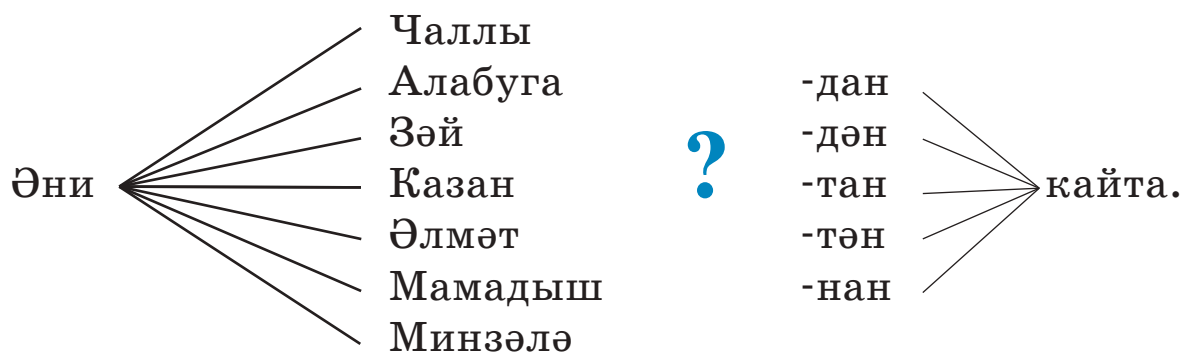 Чаллы
Алабуга -дан
Зәй -дән
Әни Казан ? -тан кайта.
Әлмәт -тән
Мамадыш -нан
Минзәлә